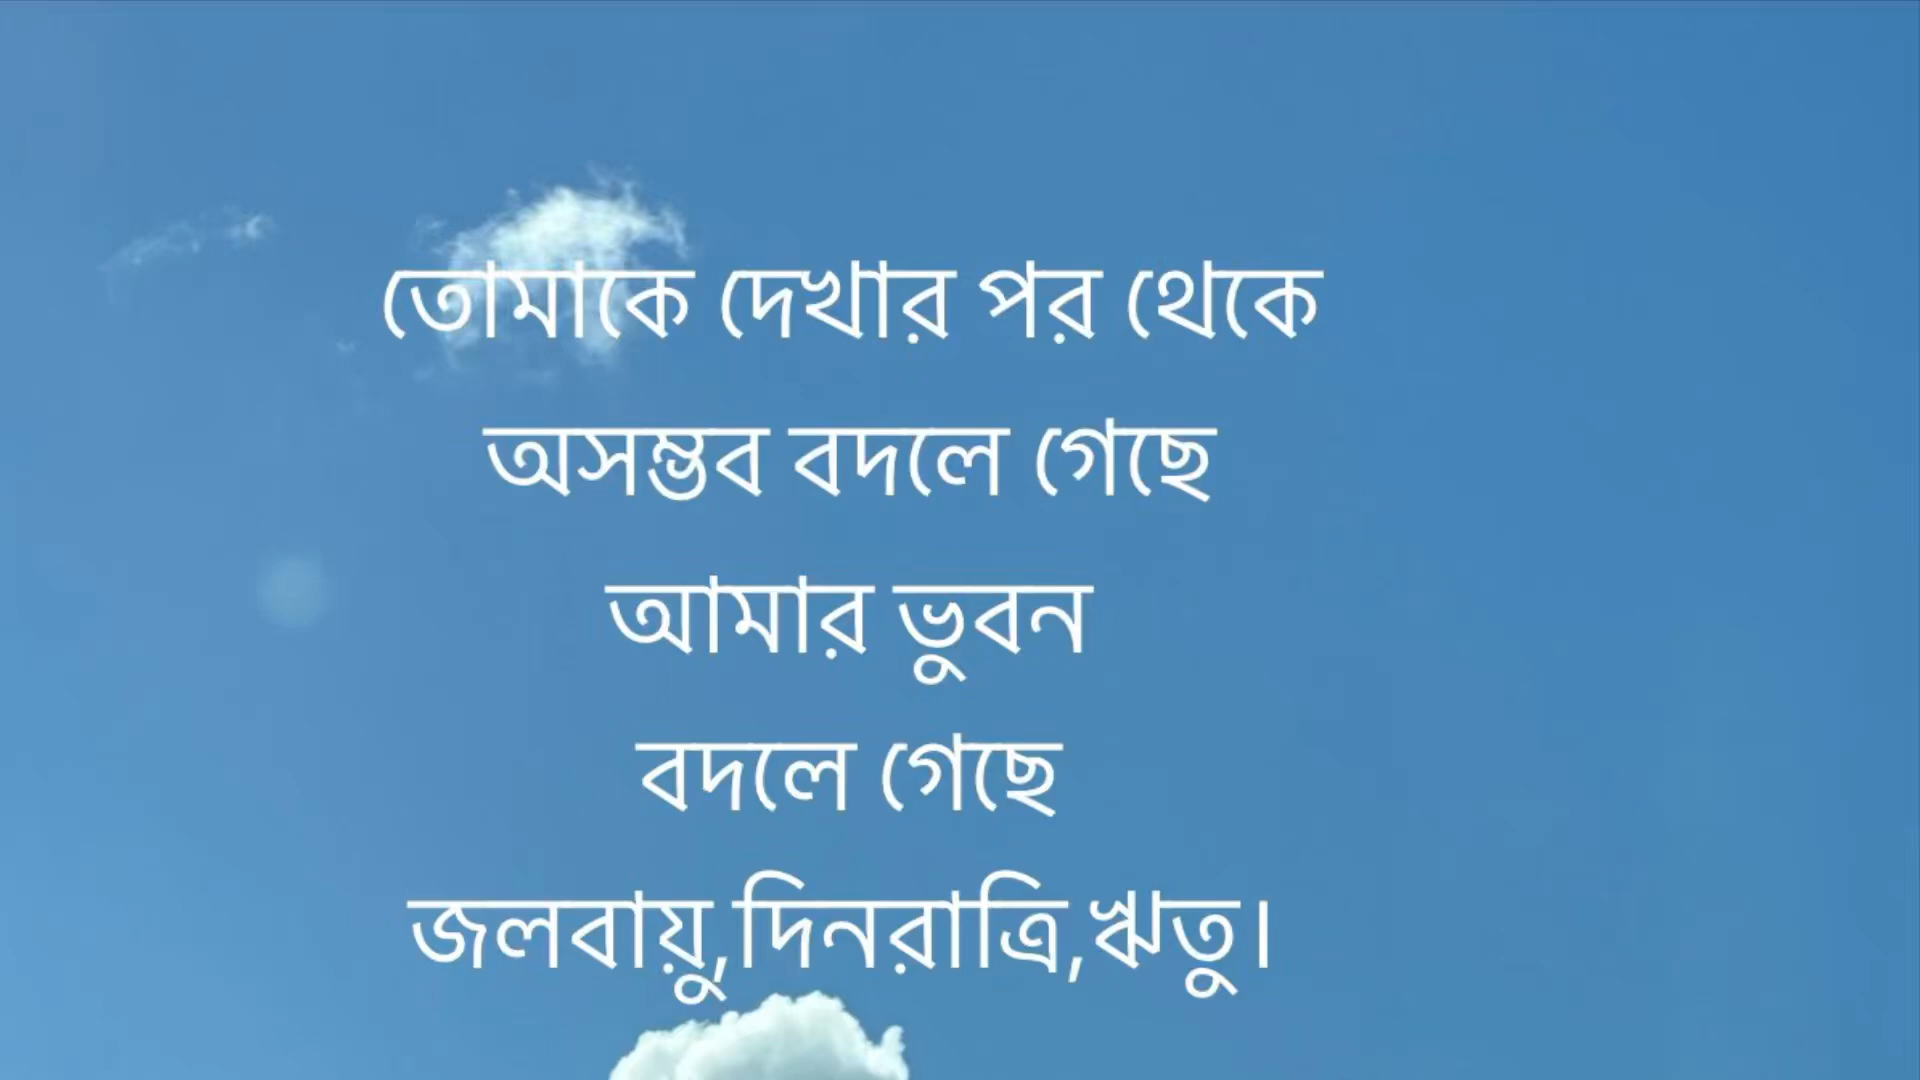 তোমাকে দেখার পর থেকে
অসম্ভব বদলে গেছে
আমার ভুবন
বদলে গেছে
জলবায়ু,দিনরাত্রি,ঋতু।